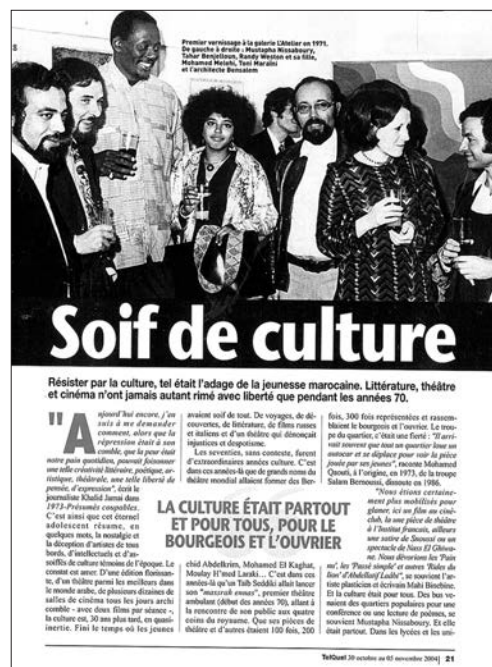 Premier vernissage à la galerie L'Atelier en 1971.
De gauche à droite : Mustapha Nissaboury,
Tahar Benjelloun, Randy Weston et sa fille,
Mohamed Melehi, Toni Maraini
et l'architecte Bensalem
Soif de culture
Résister par la culture, tel était l'adage de la jeunesse marocaine. Littérature, théâtre
et cinéma n'ont jamais autant rimé avec liberté que pendant les années 70.
"Aujourd'hui encore, j'en
suis à me demander
comment, alors que la
répression était à son
comble, que la peur était
notre pain quotidien, pouvait foisonner
une telle créativité littéraire, poétique, ar-
tistique, théâtrale, une telle liberté de
pensée, d'expression", écrit le
journaliste Khalid Jamai dans
1973-Présumés coupables.
C'est ainsi que cet éternel
adolescent résume, en
quelques mots, la nostalgie et
la déception d'artistes de tous
bords, d'intellectuels et d'as-
soiffés de culture témoins de l'époque. Le
constat est amer. D'une édition florissan-
te, d'un théâtre parmi les meilleurs dans
le monde arabe, de plusieurs dizaines de
salles de cinéma tous les jours archi
comble - avec deux films par séance -,
la culture est, 30 ans plus tard, en quasi-
inertie. Fini le temps où les jeunes
avaient soif de tout. De voyages, de dé-
couvertes, de littérature, de films russes
et italiens et d'un théâtre qui dénonçait
injustices et despotisme.
Les seventies, sans conteste, furent
d'extraordinaires années culture. C'est
dans ces années-là que de grands noms du
théâtre mondial allaient former des Ber-
LA CULTURE ÉTAIT PARTOUT
ET POUR TOUS, POUR LE
BOURGEOIS ET L'OUVRIER
chid Abdelkrim, Mohamed El Kaghat,
Moulay H'med Laraki... C'est dans ces
années-là qu'un Taïb Seddiki allait lancer
son "masrah ennas", premier théâtre
ambulant (début des années 70), allant à
la rencontre de son public aux quatre
coins du royaume. Que ses pièces de
théâtre et d'autres étaient 100 fois, 200
fois, 300 fois représentées et rassem-
blaient le bourgeois et l'ouvrier. Le trou-
pe du quartier, c'était une fierté : "Il arri-
vait souvent que tout un quartier loue un
autocar et se déplace pour voir la pièce
jouée par ses jeunes", raconte Mohamed
Qaouti, à l'origine, en 1973, de la troupe
Salam Bernoussi, dissoute en 1986.
"Nous étions certaine-
ment plus mobilisés pour
glaner, ici un film au ciné-
club, là une pièce de théâtre
à l'Institut français, ailleurs
une satire de Snoussi ou un
spectacle de Nass El Ghiwa-
ne. Nous dévorions les 'Pain
nu', les 'Passé simple' et autres 'Rides du
lion' d'Abdellatif Laâbi", se souvient l'ar-
tiste plasticien et écrivain Mahi Binebine.
Et la culture était pour tous. Des bus ve-
naient des quartiers populaires pour une
conférence ou une lecture de poèmes, se
souvient Mustapha Nissaboury. Et elle
était partout. Dans les lycées et les uni-
TelQuel 30 octobre au 05 novembre 2004 | 21